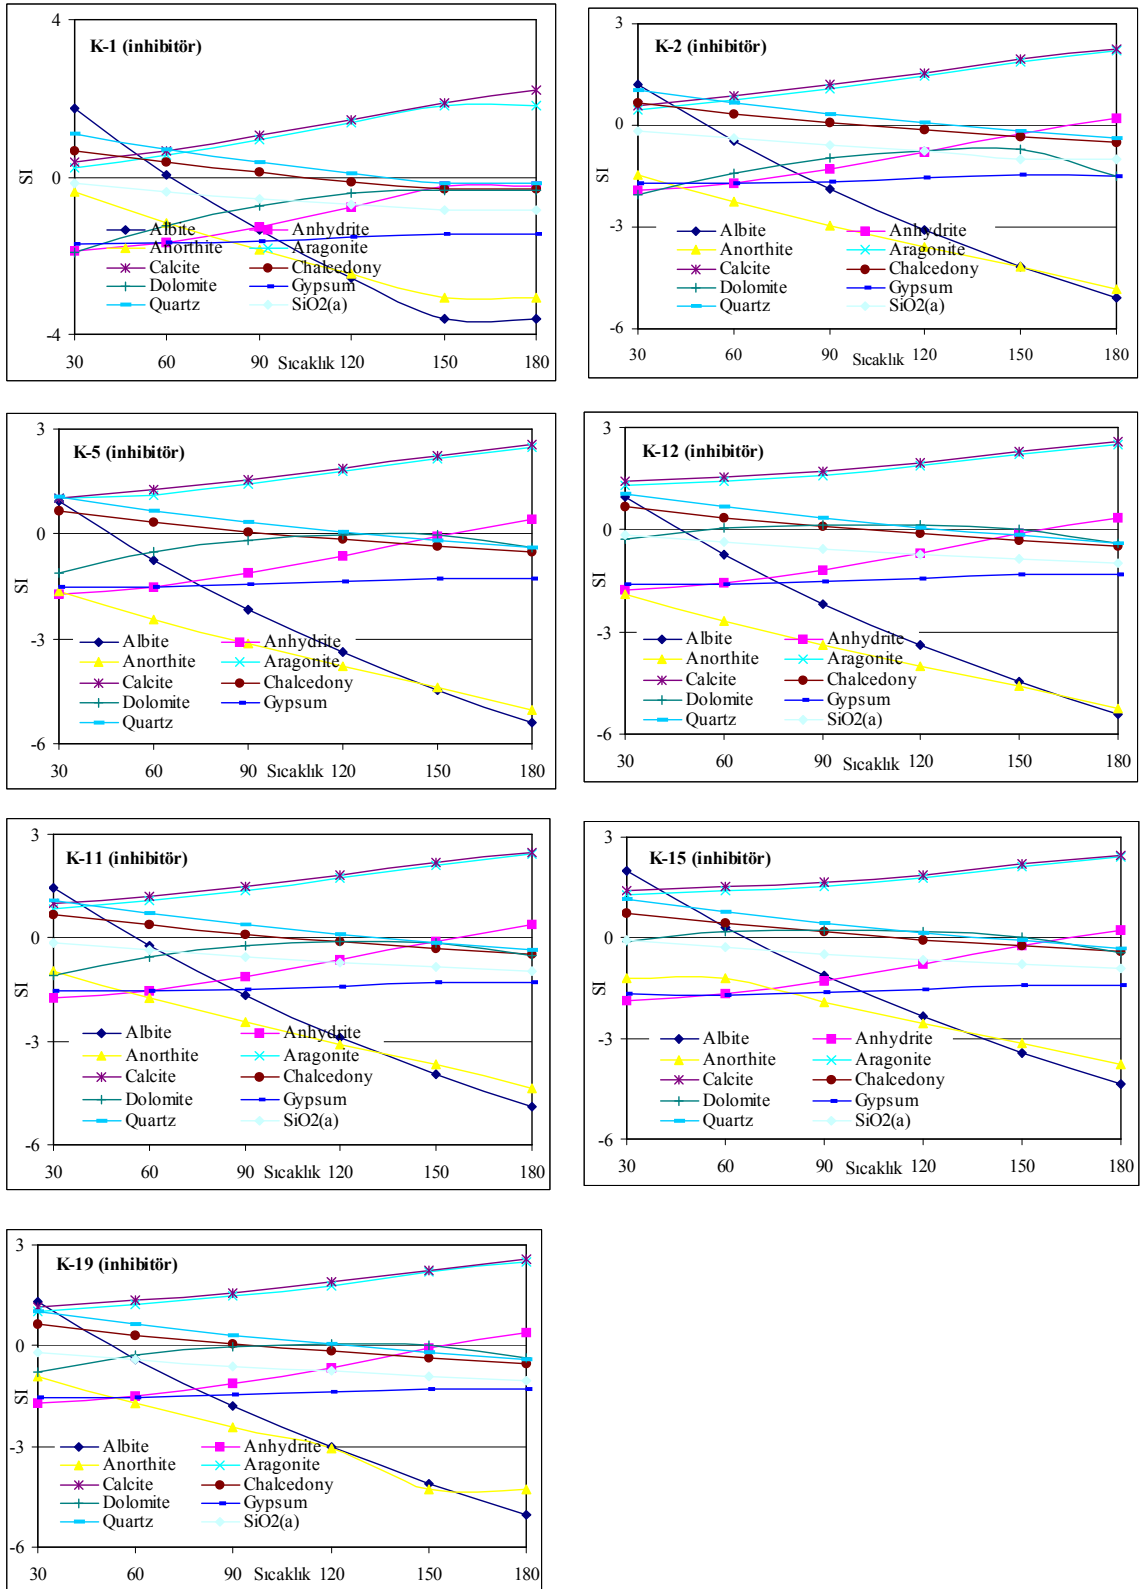 K-1 (inhibitör)
4
0
-4
SI
Albite Anhydrite
Anorthite Aragonite
Calcite Chalcedony
Dolomite Gypsum
Quartz SiO2(a)
30 60 90 120 150 180
Sıcaklık
K-2 (inhibitör)
3
0
-6
SI
Albite Anhydrite
Anorthite Aragonite
Calcite Chalcedony
Dolomite Gypsum
Quartz SiO2(a)
30 60 90 120 150 180
Sıcaklık
K-5 (inhibitör)
3
0
-3
-6
SI
Albite Anhydrite
Anorthite Aragonite
Calcite Chalcedony
Dolomite Gypsum
Quartz
30 60 90 120 150 180
Sıcaklık
K-12 (inhibitör)
3
0
-3
-6
SI
Albite Anhydrite
Anorthite Aragonite
Calcite Chalcedony
Dolomite Gypsum
Quartz SiO2(a)
30 60 90 120 150 180
Sıcaklık
K-11 (inhibitör)
3
0
-3
-6
SI
Albite Anhydrite
Anorthite Aragonite
Calcite Chalcedony
Dolomite Gypsum
Quartz SiO2(a)
30 60 90 120 150 180
Sıcaklık
K-15 (inhibitör)
3
0
-3
-6
SI
Albite Anhydrite
Anorthite Aragonite
Calcite Chalcedony
Dolomite Gypsum
Quartz SiO2(a)
30 60 90 120 150 180
Sıcaklık
K-19 (inhibitör)
3
0
-3
-6
SI
Albite Anhydrite
Anorthite Aragonite
Calcite Chalcedony
Dolomite Gypsum
Quartz SiO2(a)
30 60 90 120 150 180
Sıcaklık